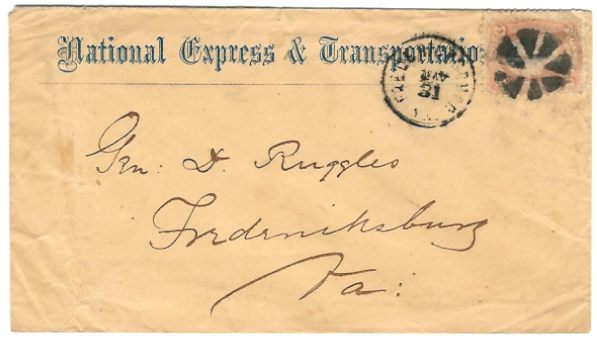 National Express & Transportatio
MAY
31
Gen: D. Ruggles
Fredericksburg
Va: